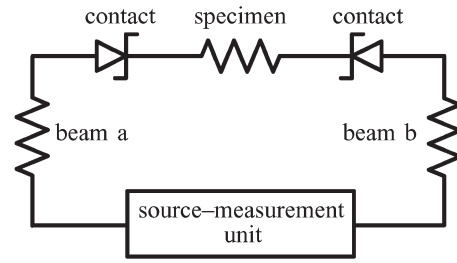 contact
specimen
contact
beam a
beam b
source–measurement
unit